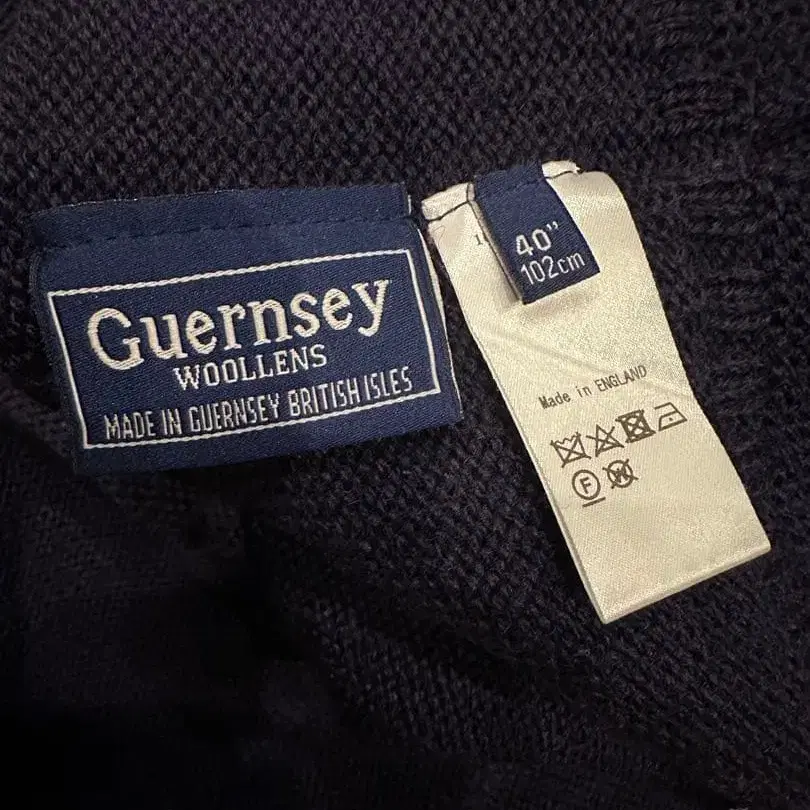 Guernsey
WOOLLENS
MADE IN GUERNSEY BRITISH ISLES
40"
102cm
Made in ENGLAND
F
W